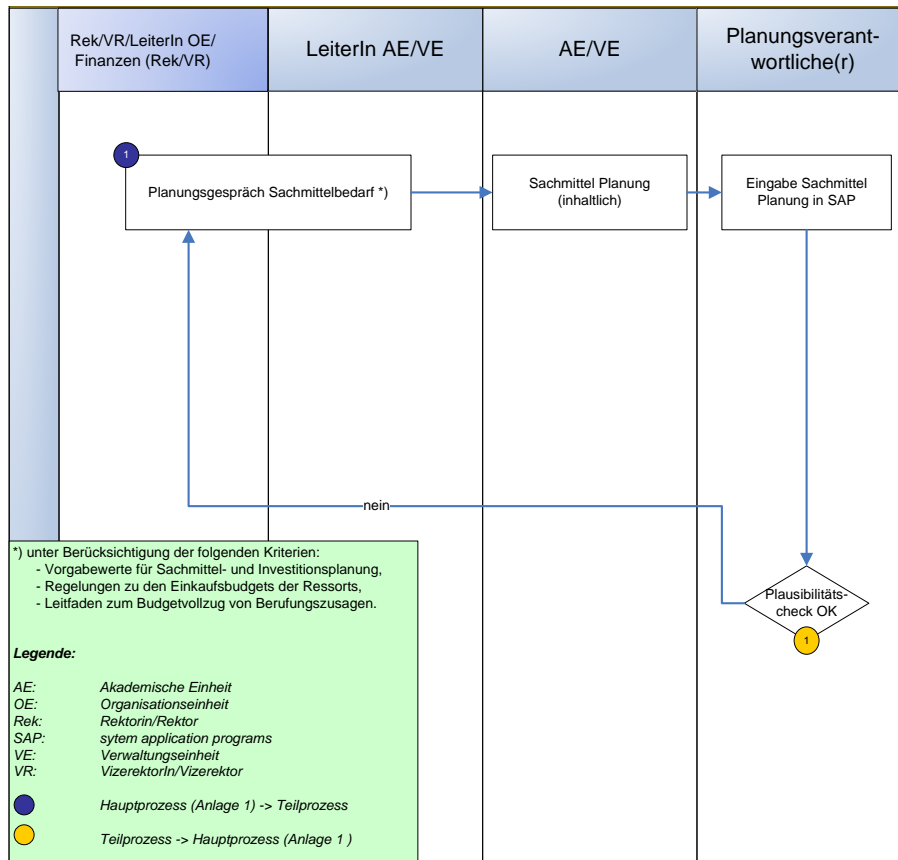 Rek/VR/LeiterIn OE/
Finanzen (Rek/VR)
LeiterIn AE/VE
AE/VE
Planungsverant-
wortliche(r)
1
Planungsgespräch Sachmittelbedarf *)
Sachmittel Planung
(inhaltlich)
Eingabe Sachmittel
Planung in SAP
nein
Plausibilitäts-
check OK
1
*) unter Berücksichtigung der folgenden Kriterien:
- Vorgabewerte für Sachmittel- und Investitionsplanung,
- Regelungen zu den Einkaufsbudgets der Ressorts,
- Leitfaden zum Budgetvollzug von Berufungszusagen.
Legende:
AE: Akademische Einheit
OE: Organisationseinheit
Rek: Rektorin/Rektor
SAP: sytem application programs
VE: Verwaltungseinheit
VR: VizerektorIn/Vizerektor
Hauptprozess (Anlage 1) -> Teilprozess
Teilprozess -> Hauptprozess (Anlage 1 )